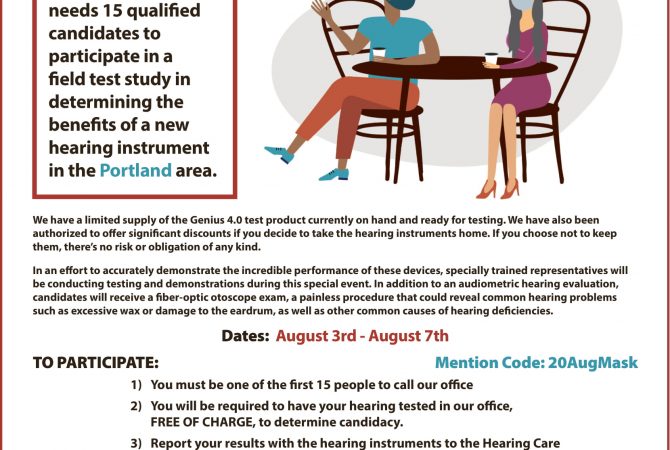 needs 15 qualified
candidates to
participate in a
field test study in
determining the
benefits of a new
hearing instrument
in the Portland area.
We have a limited supply of the Genius 4.0 test product currently on hand and ready for testing. We have also been
authorized to offer significant discounts if you decide to take the hearing instruments home. If you choose not to keep
them, there's no risk or obligation of any kind.
In an effort to accurately demonstrate the incredible performance of these devices, specially trained representatives will
be conducting testing and demonstrations during this special event. In addition to an audiometric hearing evaluation,
candidates will receive a fiber-optic otoscope exam, a painless procedure that could reveal common hearing problems
such as excessive wax or damage to the eardrum, as well as other common causes of hearing deficiencies.
Dates: August 3rd - August 7th
TO PARTICIPATE: Mention Code: 20AugMask
1) You must be one of the first 15 people to call our office
2) You will be required to have your hearing tested in our office,
FREE OF CHARGE, to determine candidacy.
3) Report your results with the hearing instruments to the Hearing Care